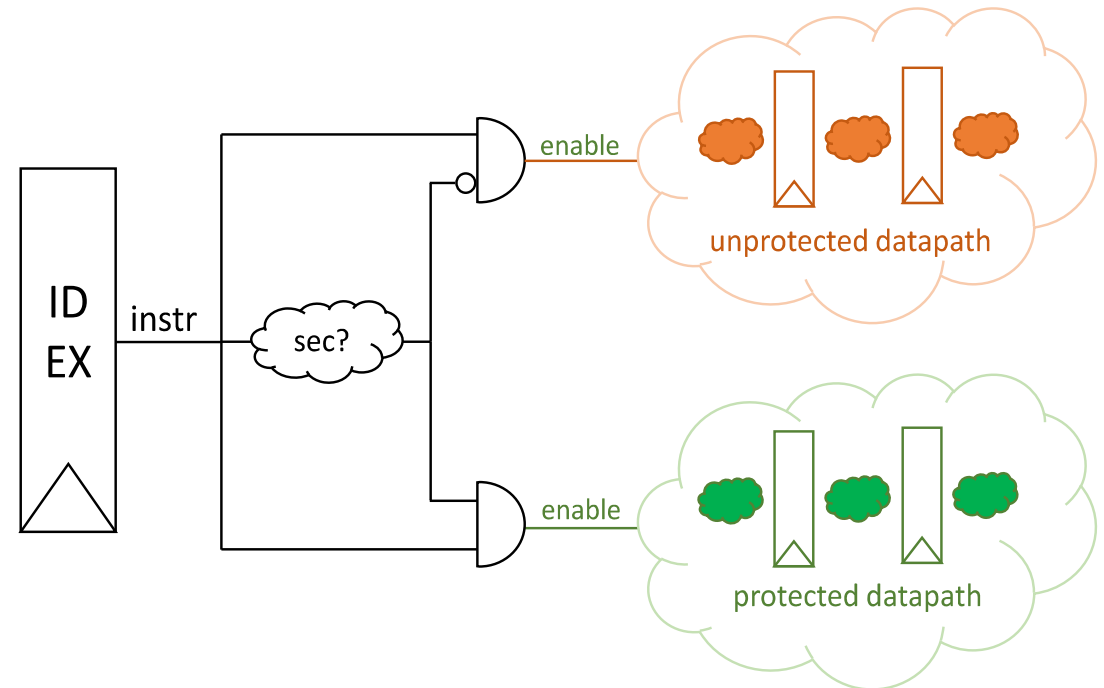 enable
unprotected datapath
ID
EX
instr
sec?
enable
protected datapath